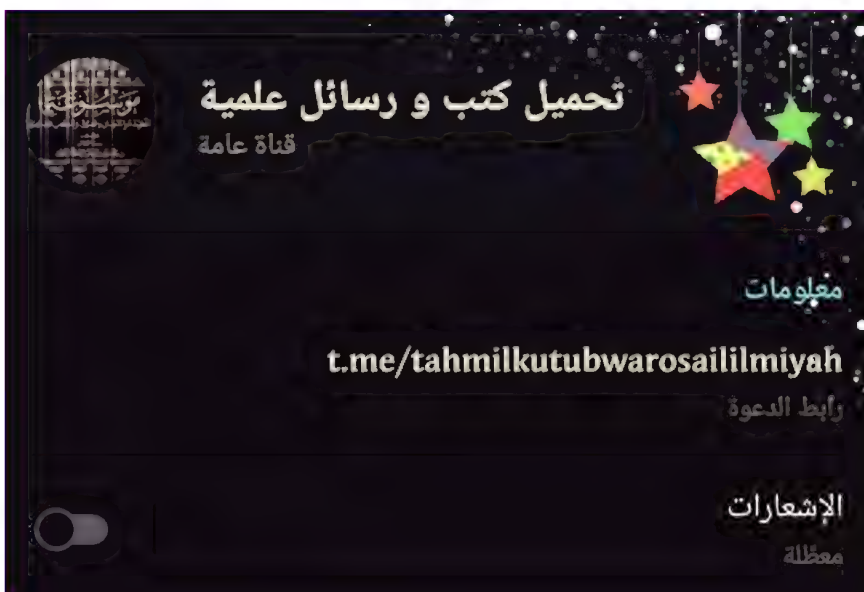 تحميل كتب و رسائل علمية
قناة عامة
معلومات
t.me/tahmilkutubwarosaililmiyah
رابط الدعوة
الإشعارات
معطلة